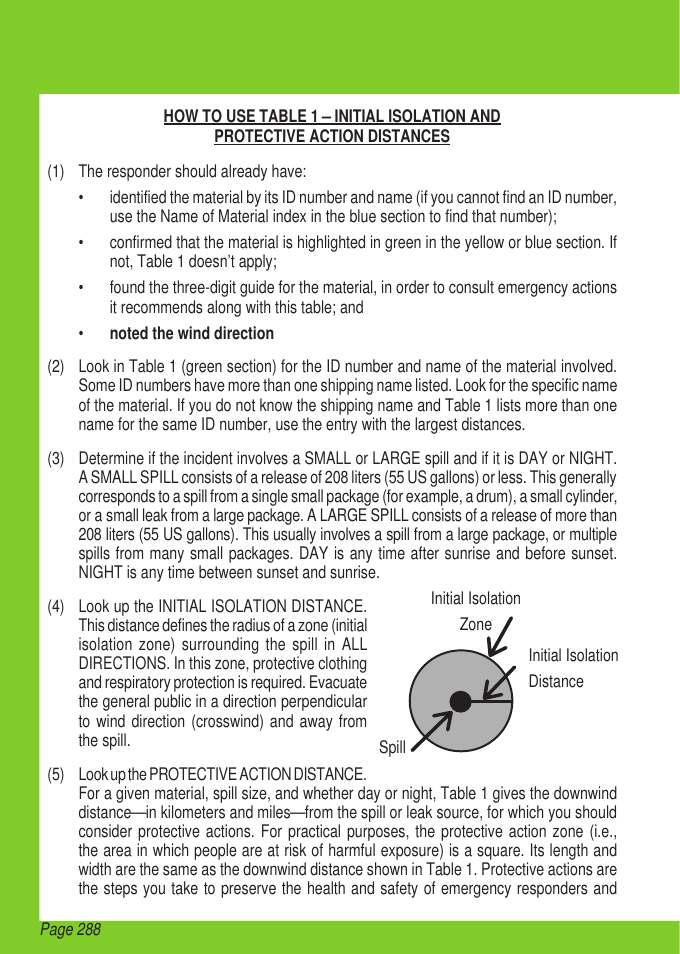 HOW TO USE TABLE 1 – INITIAL ISOLATION AND
PROTECTIVE ACTION DISTANCES
(1) The responder should already have:
• identified the material by its ID number and name (if you cannot find an ID number,
use the Name of Material index in the blue section to find that number);
• confirmed that the material is highlighted in green in the yellow or blue section. If
not, Table 1 doesn’t apply;
• found the three-digit guide for the material, in order to consult emergency actions
it recommends along with this table; and
• noted the wind direction
(2) Look in Table 1 (green section) for the ID number and name of the material involved.
Some ID numbers have more than one shipping name listed. Look for the specific name
of the material. If you do not know the shipping name and Table 1 lists more than one
name for the same ID number, use the entry with the largest distances.
(3) Determine if the incident involves a SMALL or LARGE spill and if it is DAY or NIGHT.
A SMALL SPILL consists of a release of 208 liters (55 US gallons) or less. This generally
corresponds to a spill from a single small package (for example, a drum), a small cylinder,
or a small leak from a large package. A LARGE SPILL consists of a release of more than
208 liters (55 US gallons). This usually involves a spill from a large package, or multiple
spills from many small packages. DAY is any time after sunrise and before sunset.
NIGHT is any time between sunset and sunrise.
(4) Look up the INITIAL ISOLATION DISTANCE.
This distance defines the radius of a zone (initial
isolation zone) surrounding the spill in ALL
DIRECTIONS. In this zone, protective clothing
and respiratory protection is required. Evacuate
the general public in a direction perpendicular
to wind direction (crosswind) and away from
the spill.
Initial Isolation
Zone
Initial Isolation
Distance
Spill
(5) Look up the PROTECTIVE ACTION DISTANCE.
For a given material, spill size, and whether day or night, Table 1 gives the downwind
distance—in kilometers and miles—from the spill or leak source, for which you should
consider protective actions. For practical purposes, the protective action zone (i.e.,
the area in which people are at risk of harmful exposure) is a square. Its length and
width are the same as the downwind distance shown in Table 1. Protective actions are
the steps you take to preserve the health and safety of emergency responders and
Page 288